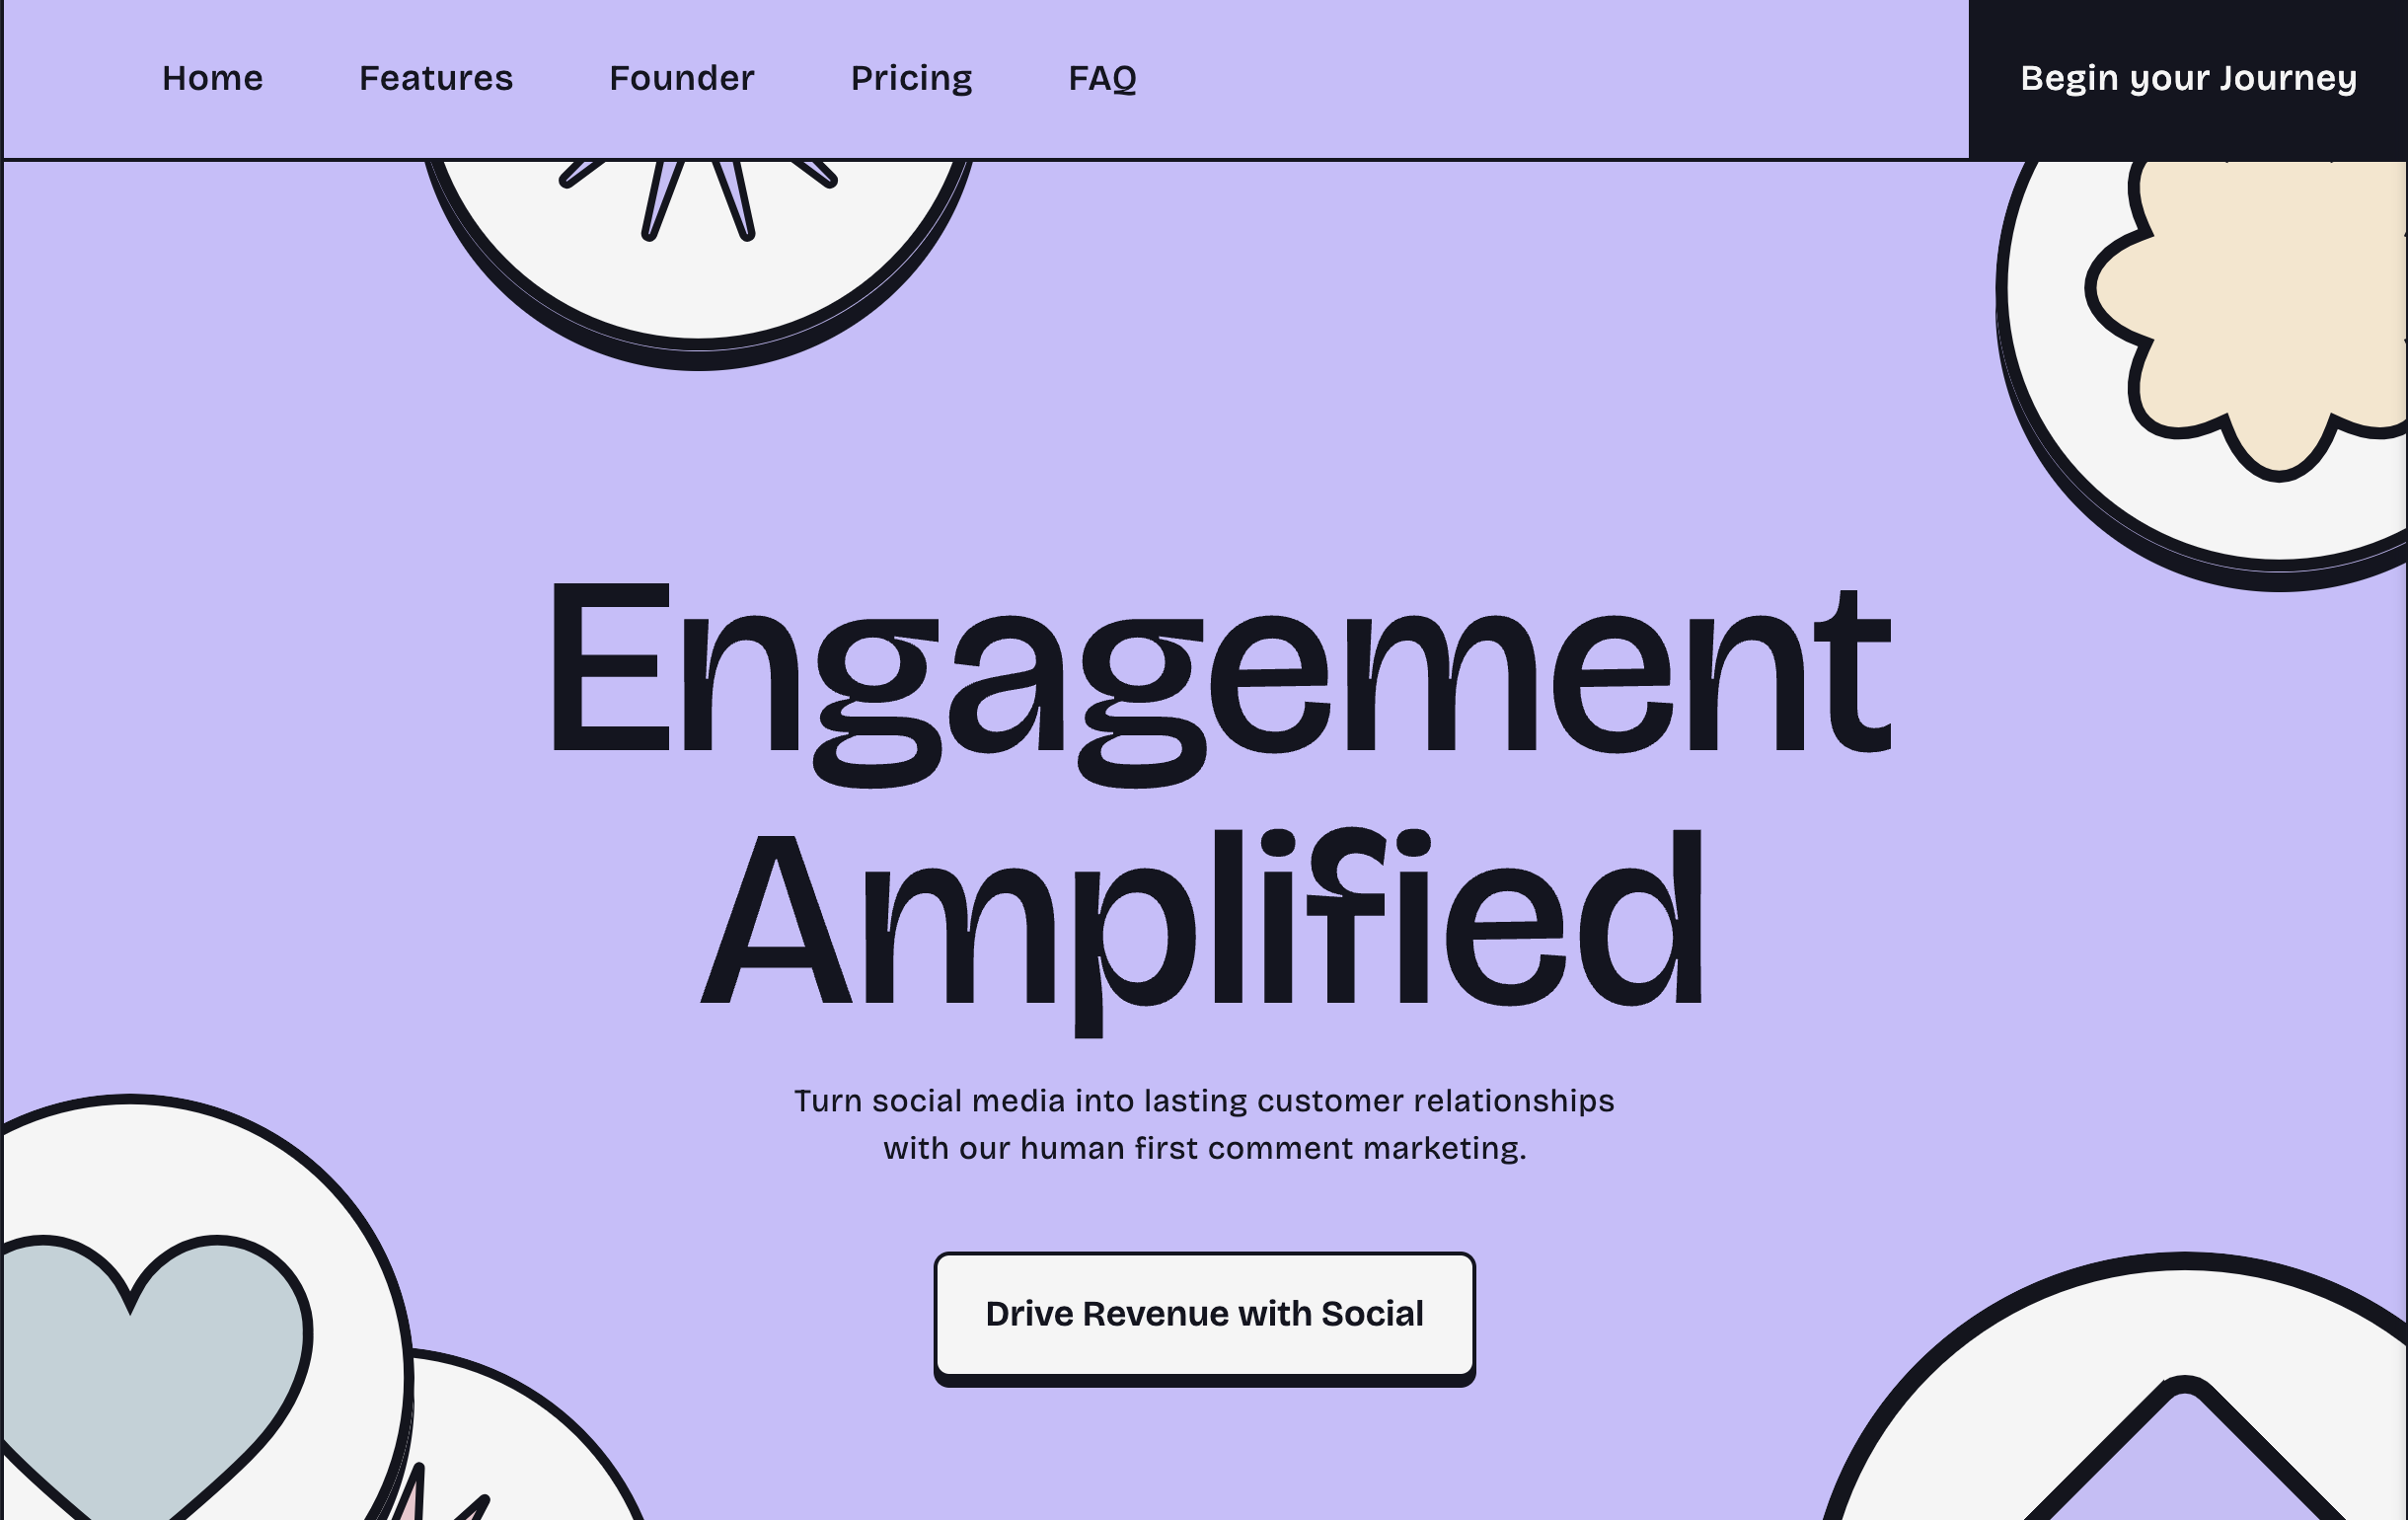 Home Features Founder Pricing FAQ Begin your Journey
Engagement
Amplified
Turn social media into lasting customer relationships
with our human first comment marketing.
Drive Revenue with Social